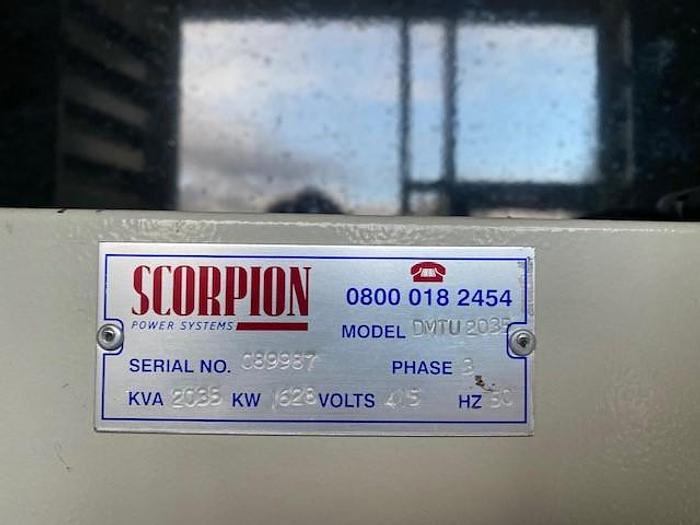 SCORPION
POWER SYSTEMS
0800 018 2454
MODEL DMTU 2035
SERIAL NO. C89987 PHASE 3
KVA 2035 KW 1628 VOLTS 415 HZ 50